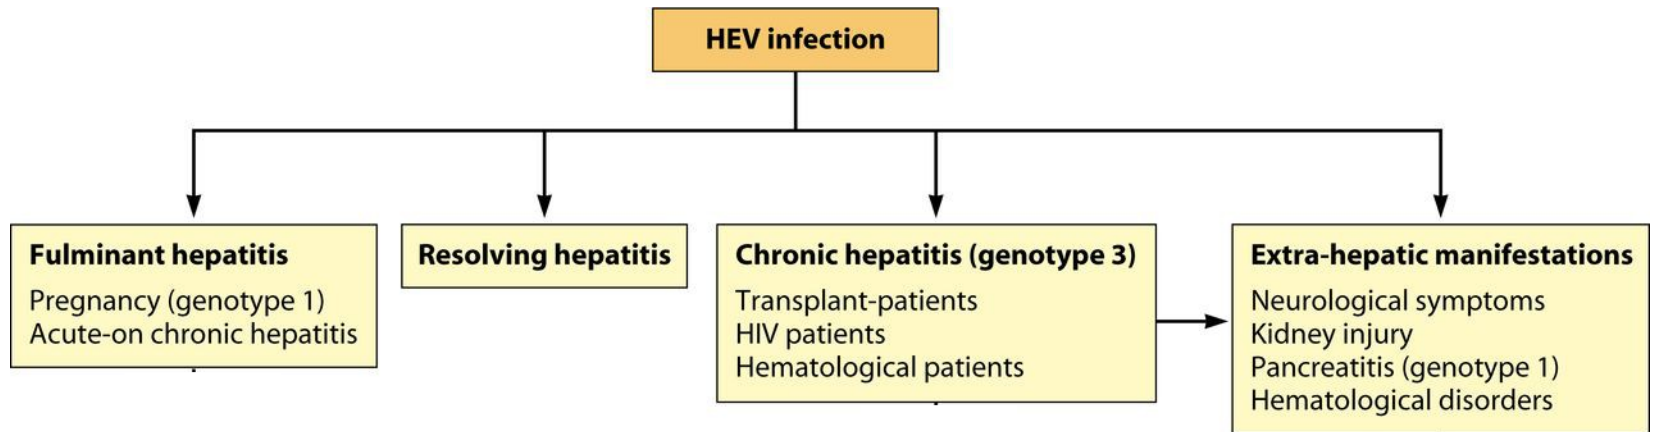 HEV infection
Fulminant hepatitis
Pregnancy (genotype 1)
Acute-on chronic hepatitis
Resolving hepatitis
Chronic hepatitis (genotype 3)
Transplant-patients
HIV patients
Hematological patients
Extra-hepatic manifestations
Neurological symptoms
Kidney injury
Pancreatitis (genotype 1)
Hematological disorders